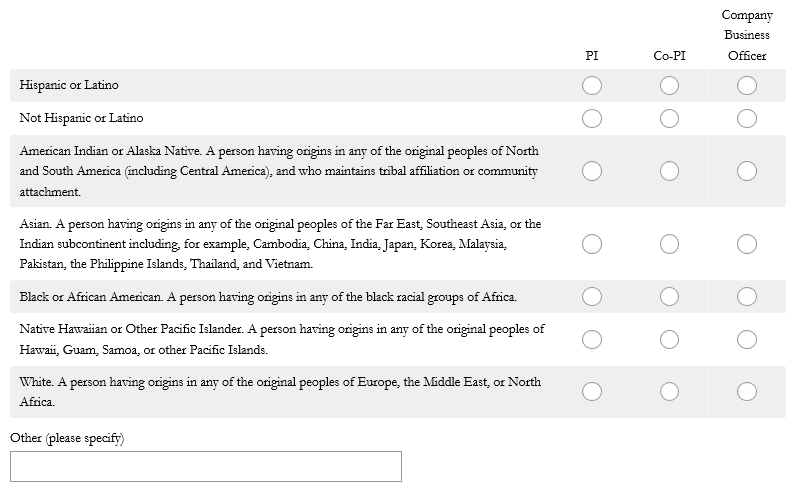 Company
Business
PI Co-PI Officer
Hispanic or Latino
Not Hispanic or Latino
American Indian or Alaska Native. A person having origins in any of the original peoples of North
and South America (including Central America), and who maintains tribal affiliation or community
attachment.
Asian. A person having origins in any of the original peoples of the Far East, Southeast Asia, or the
Indian subcontinent including, for example, Cambodia, China, India, Japan, Korea, Malaysia,
Pakistan, the Philippine Islands, Thailand, and Vietnam.
Black or African American. A person having origins in any of the black racial groups of Africa.
Native Hawaiian or Other Pacific Islander. A person having origins in any of the original peoples of
Hawaii, Guam, Samoa, or other Pacific Islands.
White. A person having origins in any of the original peoples of Europe, the Middle East, or North
Africa.
Other (please specify)